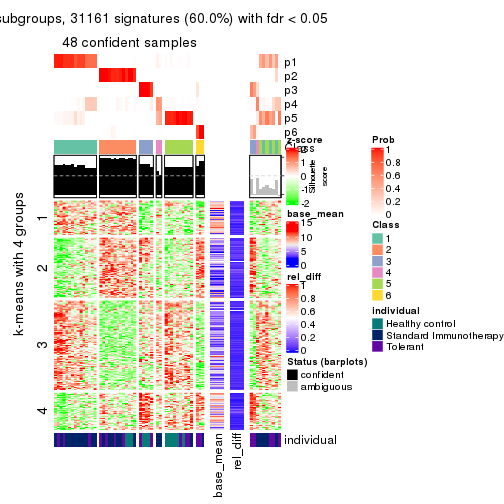 subgroups, 31161 signatures (60.0%) with fdr < 0.05
48 confident samples
p1
p2
p3
p4
p5
p6
Class
Silhouette
score
k-means with 4 groups
1
2
3
4
base_mean
rel_diff
individual
z-score
2
1
0
-1
-2
base_mean
15
10
5
0
rel_diff
1
0.8
0.6
0.4
0.2
0
Status (barplots)
confident
ambiguous
Prob
1
0.8
0.6
0.4
0.2
0
Class
1
2
3
4
5
6
individual
Healthy control
Standard Immunotherapy
Tolerant